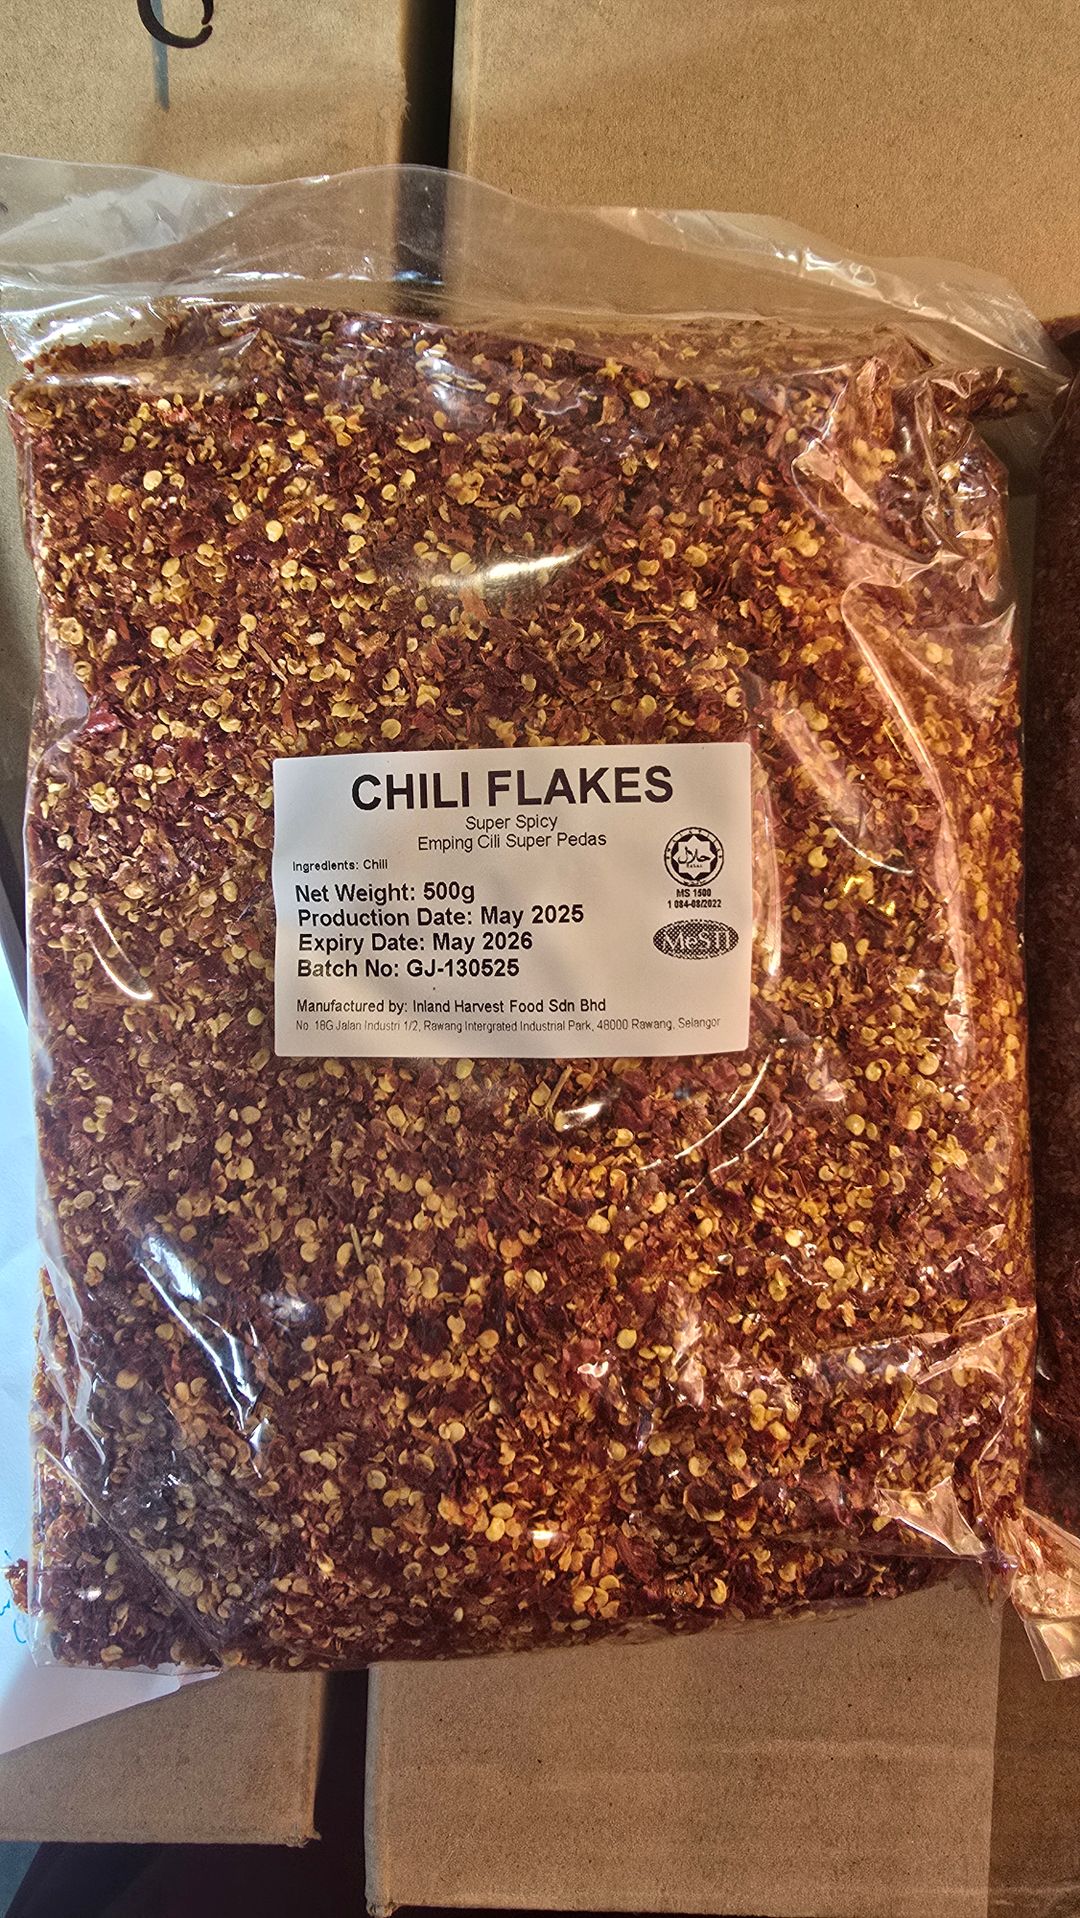 CHILI FLAKES
Super Spicy
Emping Cili Super Pedas
Ingredients: Chili
Net Weight: 500g
Production Date: May 2025
Expiry Date: May 2026
Batch No: GJ-130525
حلال
MS 1500
1 084-08/2022
MeSTI
Manufactured by: Inland Harvest Food Sdn Bhd
No. 18G Jalan Industri 1/2, Rawang Intergrated Industrial Park, 48000 Rawang, Selangor